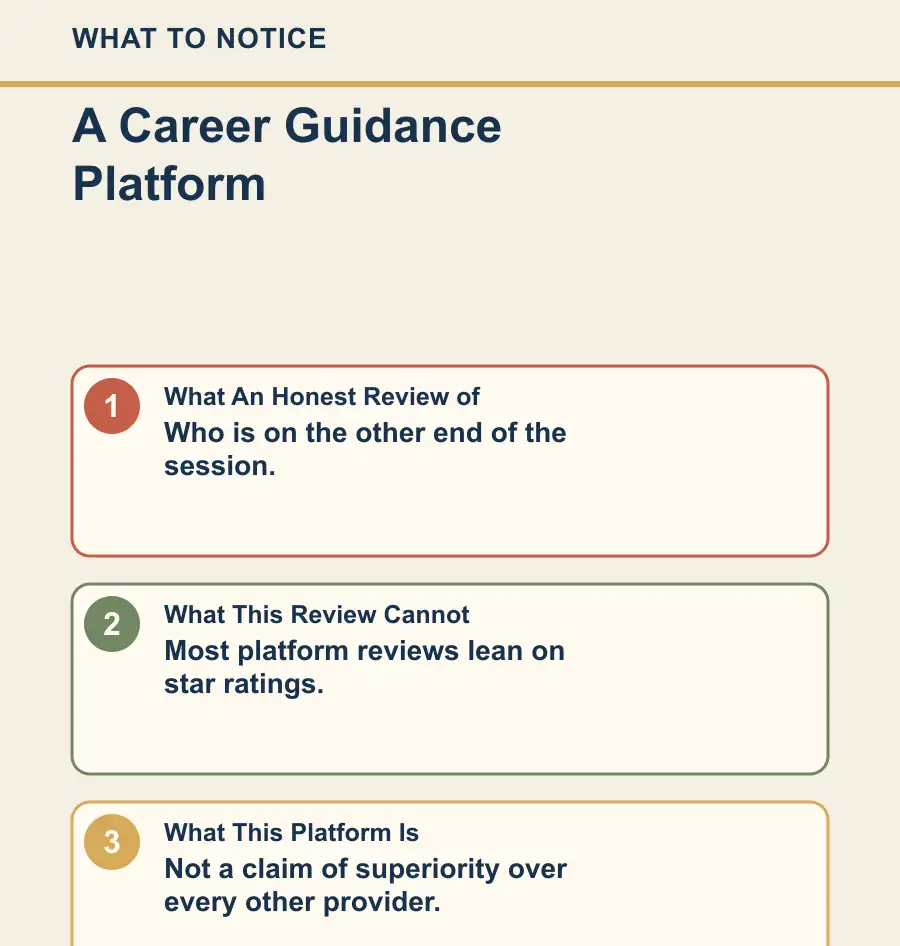 WHAT TO NOTICE
A Career Guidance
Platform
1
What An Honest Review of
Who is on the other end of the
session.
2
What This Review Cannot
Most platform reviews lean on
star ratings.
3
What This Platform Is
Not a claim of superiority over
every other provider.